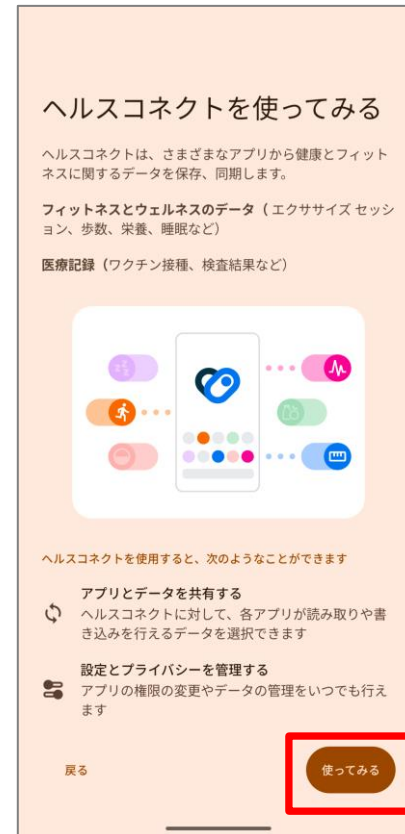 ヘルスコネクトを使ってみる
ヘルスコネクトは、さまざまなアプリから健康とフィット
ネスに関するデータを保存、同期します。
フィットネスとウェルネスのデータ（ エクササイズ セッシ
ョン、歩数、栄養、睡眠など）
医療記録（ワクチン接種、検査結果など）
ヘルスコネクトを使用すると、次のようなことができます
アプリとデータを共有する
ヘルスコネクトに対して、各アプリが読み取りや書
き込みを行えるデータを選択できます
設定とプライバシーを管理する
アプリの権限の変更やデータの管理をいつでも行え
ます
戻る
使ってみる